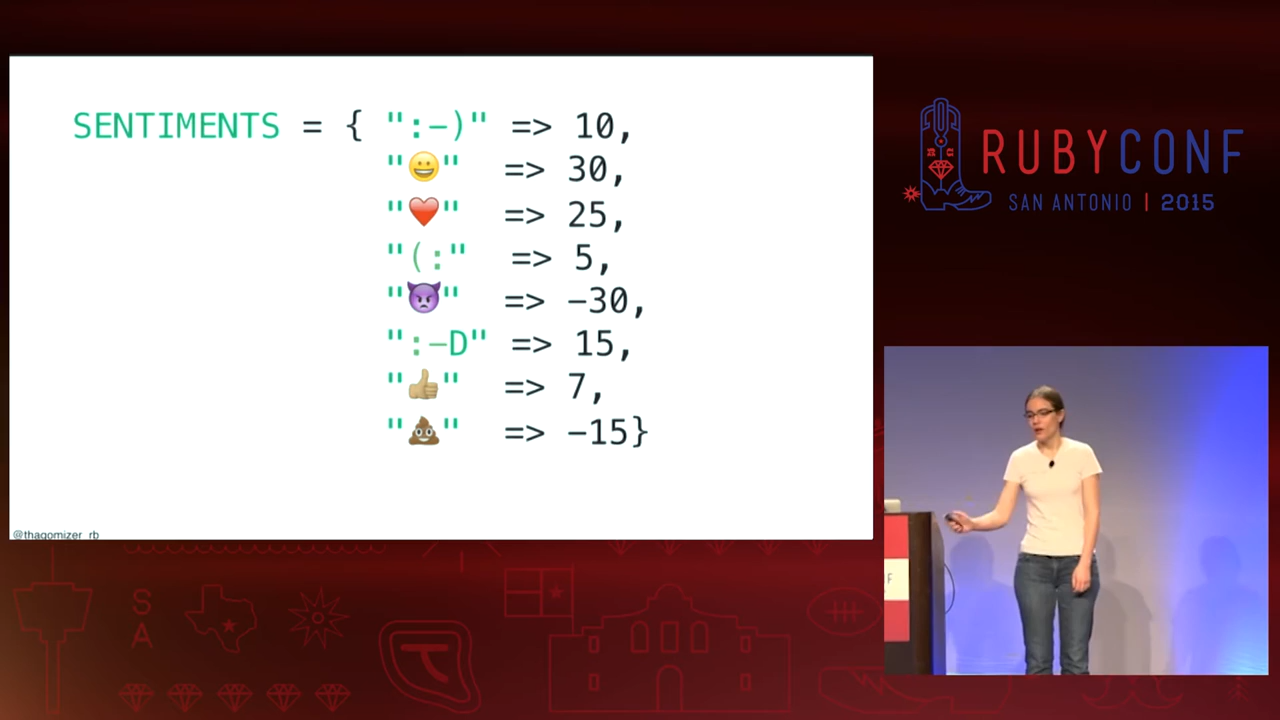 SENTIMENTS = { ":-)" => 10,
"😀" => 30,
"❤️" => 25,
"(:" => 5,
"👿" => -30,
":-D" => 15,
"👍🏽" => 7,
"💩" => -15}
@thagomizer_rb
RUBYCONF
SAN ANTONIO | 2015
S
A
F